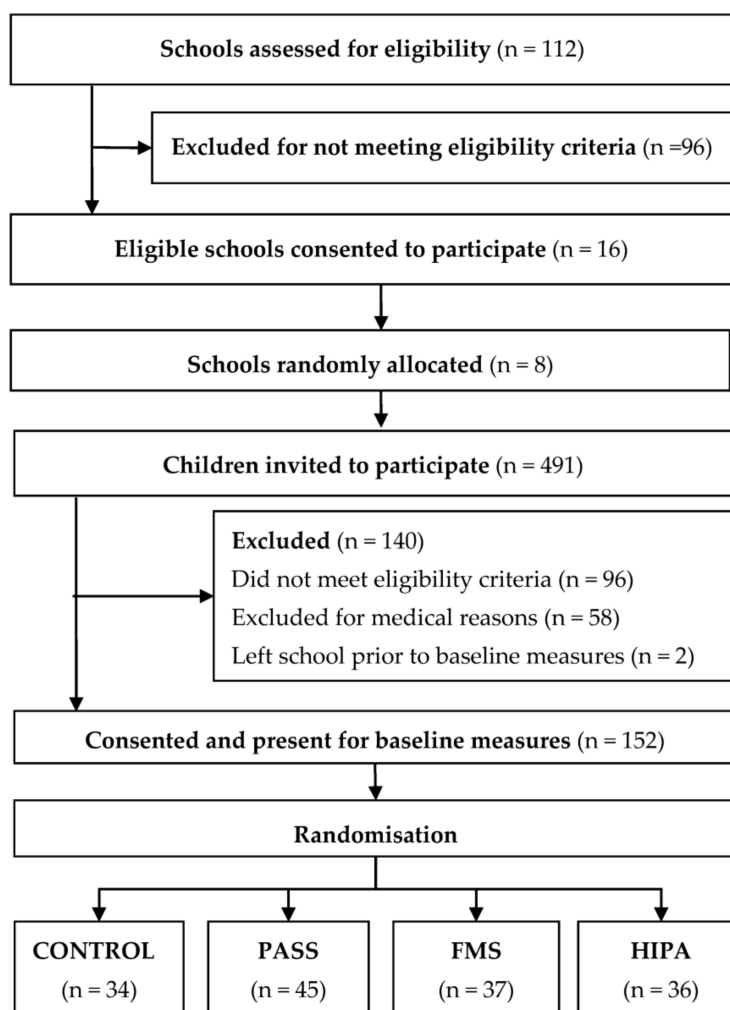 Schools assessed for eligibility (n = 112)
Excluded for not meeting eligibility criteria (n =96)
Eligible schools consented to participate (n = 16)
Schools randomly allocated (n = 8)
Children invited to participate (n = 491)
Excluded (n = 140)
Did not meet eligibility criteria (n = 96)
Excluded for medical reasons (n = 58)
Left school prior to baseline measures (n = 2)
Consented and present for baseline measures (n = 152)
Randomisation
CONTROL
(n = 34)
PASS
(n = 45)
FMS
(n = 37)
HIPA
(n = 36)